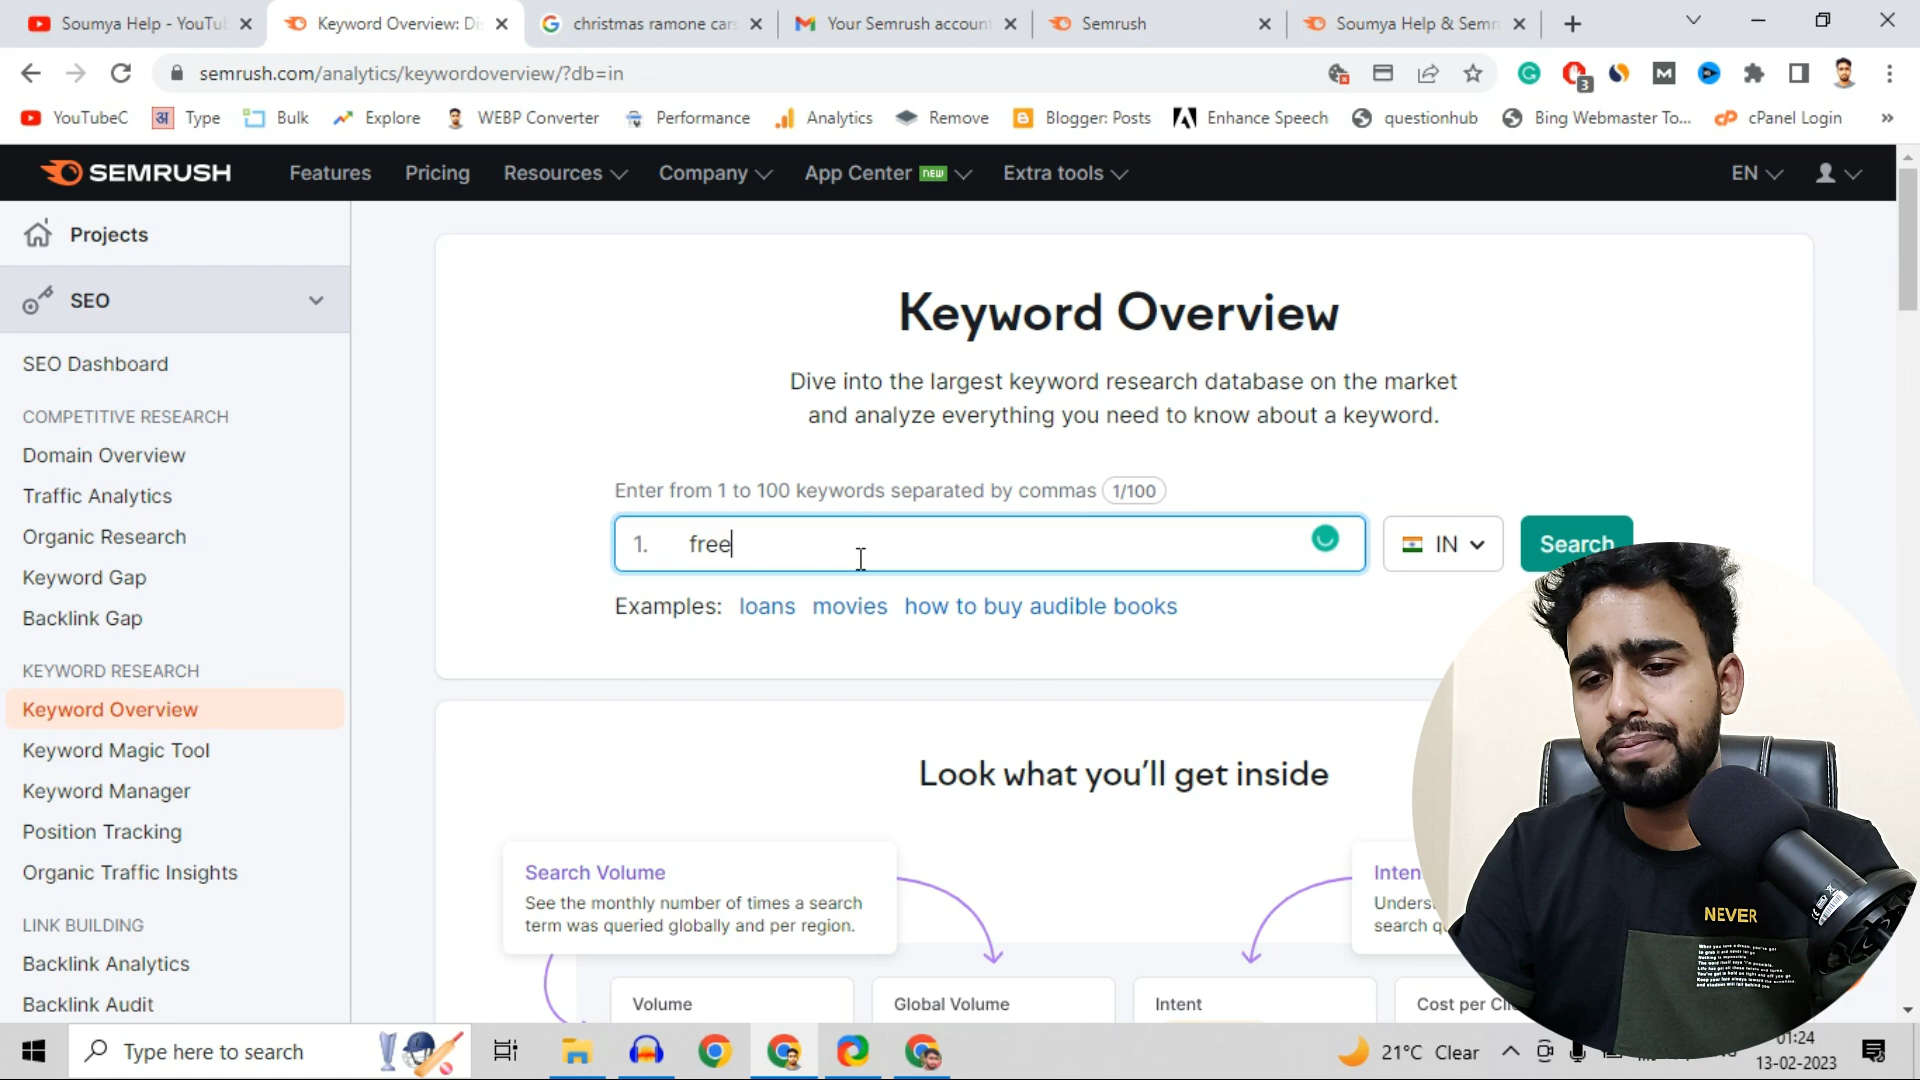 Soumya Help - YouTu
Keyword Overview: Di
christmas ramone cars
Your Semrush account
Semrush
Soumya Help & Semr
semrush.com/analytics/keywordoverview/?db=in
3
YouTubeC
Type
Bulk
Explore
WEBP Converter
Performance
Analytics
Remove
Blogger: Posts
Enhance Speech
questionhub
Bing Webmaster To...
cPanel Login
SEMRUSH
Features
Pricing
Resources
Company
App Center NEW
Extra tools
EN
Projects
SEO
SEO Dashboard
COMPETITIVE RESEARCH
Domain Overview
Traffic Analytics
Organic Research
Keyword Gap
Backlink Gap
KEYWORD RESEARCH
Keyword Overview
Keyword Magic Tool
Keyword Manager
Position Tracking
Organic Traffic Insights
LINK BUILDING
Backlink Analytics
Backlink Audit
Keyword Overview
Dive into the largest keyword research database on the market
and analyze everything you need to know about a keyword.
Enter from 1 to 100 keywords separated by commas 1/100
1. free
IN
Search
Examples: loans movies how to buy audible books
Look what you'll get inside
Search Volume
See the monthly number of times a search
term was queried globally and per region.
Inten
Unders
search qu
Volume
Global Volume
Intent
Cost per Cli
NEVER
Type here to search
21°C Clear
01:24
13-02-2023